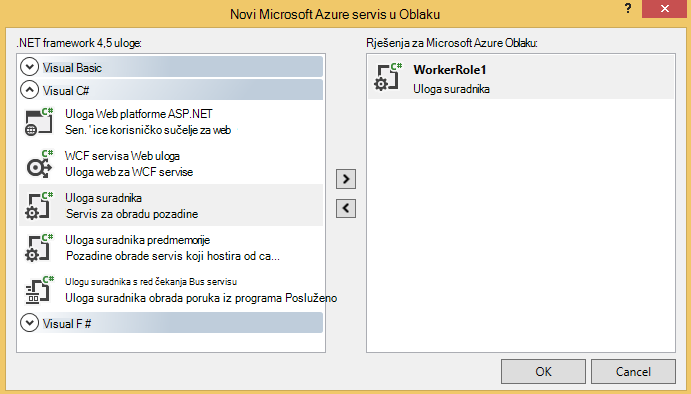 Novi Microsoft Azure servis u Oblaku
? ×
.NET framework 4,5 uloge:
Visual Basic
Visual C#
C#
Uloga Web platforme ASP.NET
Sen. 'ice korisničko sučelje za web
C#
WCF servisa Web uloga
Uloga web za WCF servise
C#
Uloga suradnika
Servis za obradu pozadine
C#
Uloga suradnika predmemorije
Pozadine obrade servis koji hostira od ca...
C#
Ulogu suradnik s red čekanja Bus servisu
Uloga suradnik obrada poruka iz programa Posluženo
Visual F #
>
<
Rješenja za Microsoft Azure Oblaku:
C#
WorkerRole1
Uloga suradnika
OK
Cancel